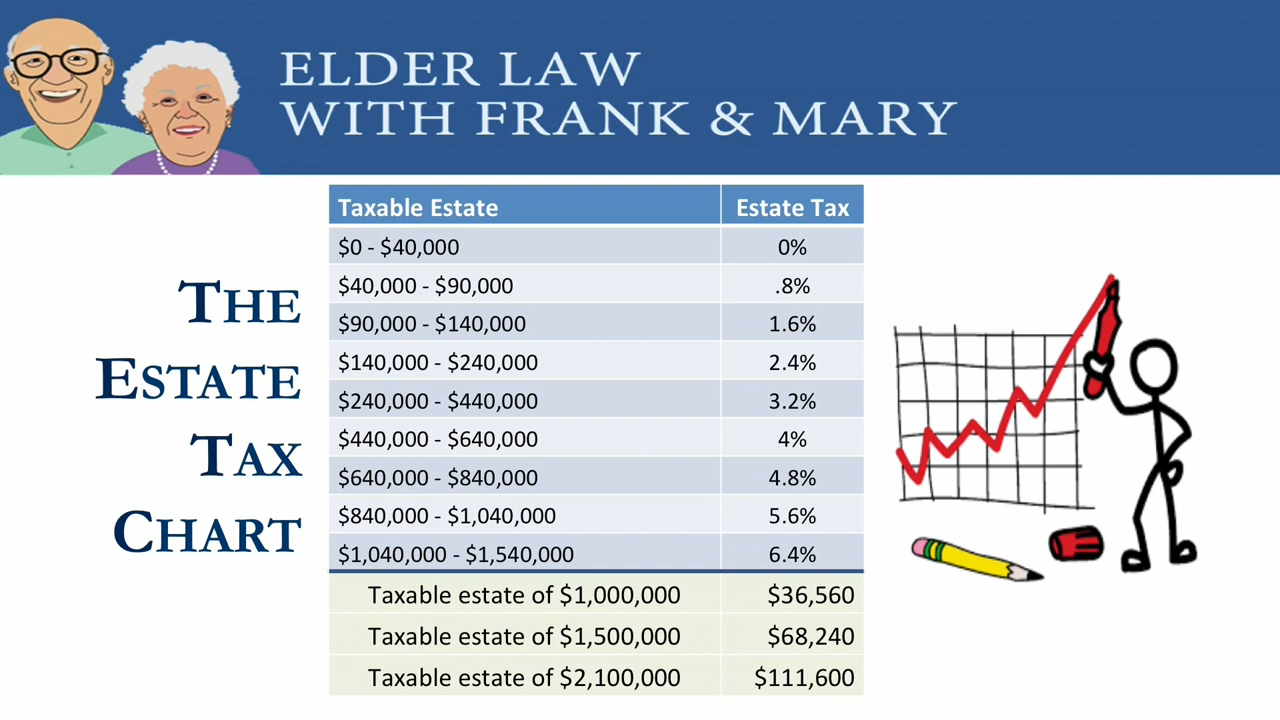 ELDER LAW
WITH FRANK & MARY
THE
ESTATE
TAX
CHART
Taxable Estate Estate Tax
$0 - $40,000 0%
$40,000 - $90,000 .8%
$90,000 - $140,000 1.6%
$140,000 - $240,000 2.4%
$240,000 - $440,000 3.2%
$440,000 - $640,000 4%
$640,000 - $840,000 4.8%
$840,000 - $1,040,000 5.6%
$1,040,000 - $1,540,000 6.4%
Taxable estate of $1,000,000 $36,560
Taxable estate of $1,500,000 $68,240
Taxable estate of $2,100,000 $111,600